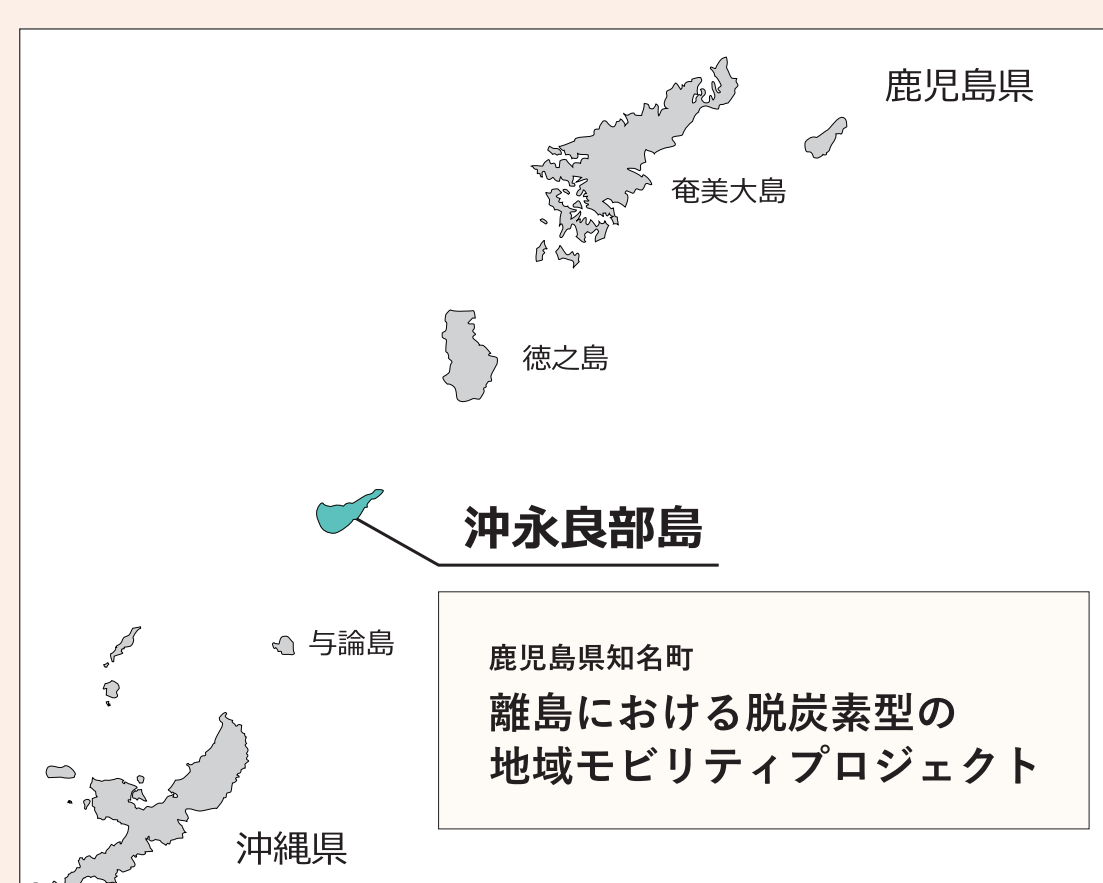 鹿児島県
奄美大島
徳之島
沖永良部島
与論島
鹿児島県知名町
離島における脱炭素型の
地域モビリティプロジェクト
沖縄県